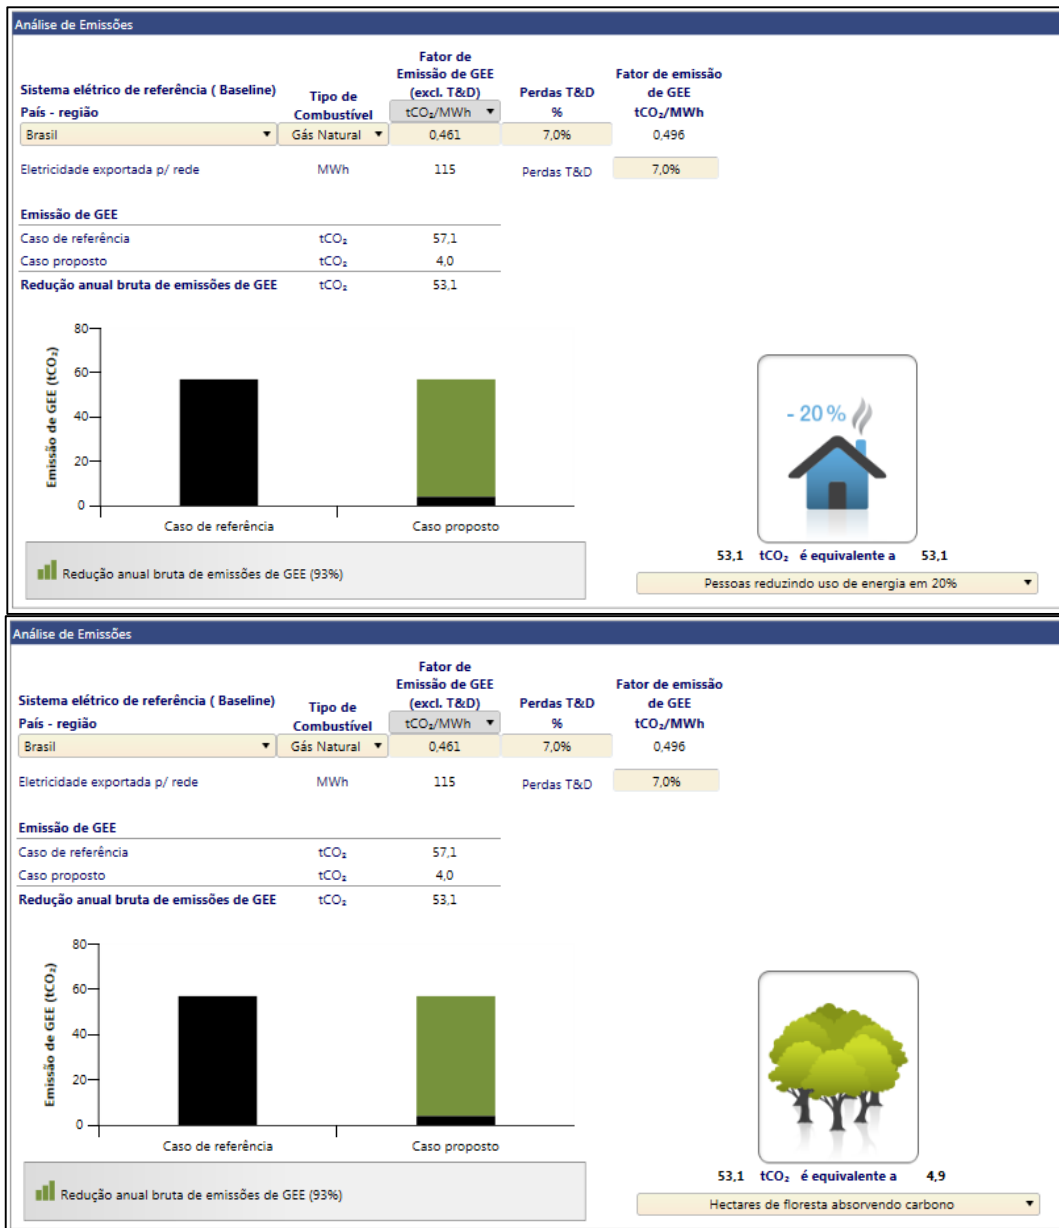 Análise de Emissões
Fator de
Emissão de GEE
(excl. T&D)
Fator de emissão
de GEE
tCO₂/MWh
Sistema elétrico de referência ( Baseline)
Tipo de
Combustível
Perdas T&D
%
País - região
tCO₂/MWh
Brasil Gás Natural 0,461 7,0% 0,496
Eletricidade exportada p/ rede MWh 115 Perdas T&D 7,0%
Emissão de GEE
Caso de referência tCO₂ 57,1
Caso proposto tCO₂ 4,0
Redução anual bruta de emissões de GEE tCO₂ 53,1
Emissão de GEE (tCO₂)
80
60
40
20
0
Caso de referência Caso proposto
Redução anual bruta de emissões de GEE (93%)
- 20 %
53,1 tCO₂ é equivalente a 53,1
Pessoas reduzindo uso de energia em 20%
Análise de Emissões
Fator de
Emissão de GEE
(excl. T&D)
Fator de emissão
de GEE
tCO₂/MWh
Sistema elétrico de referência ( Baseline)
Tipo de
Combustível
Perdas T&D
%
País - região
tCO₂/MWh
Brasil Gás Natural 0,461 7,0% 0,496
Eletricidade exportada p/ rede MWh 115 Perdas T&D 7,0%
Emissão de GEE
Caso de referência tCO₂ 57,1
Caso proposto tCO₂ 4,0
Redução anual bruta de emissões de GEE tCO₂ 53,1
Emissão de GEE (tCO₂)
80
60
40
20
0
Caso de referência Caso proposto
Redução anual bruta de emissões de GEE (93%)
53,1 tCO₂ é equivalente a 4,9
Hectares de floresta absorvendo carbono